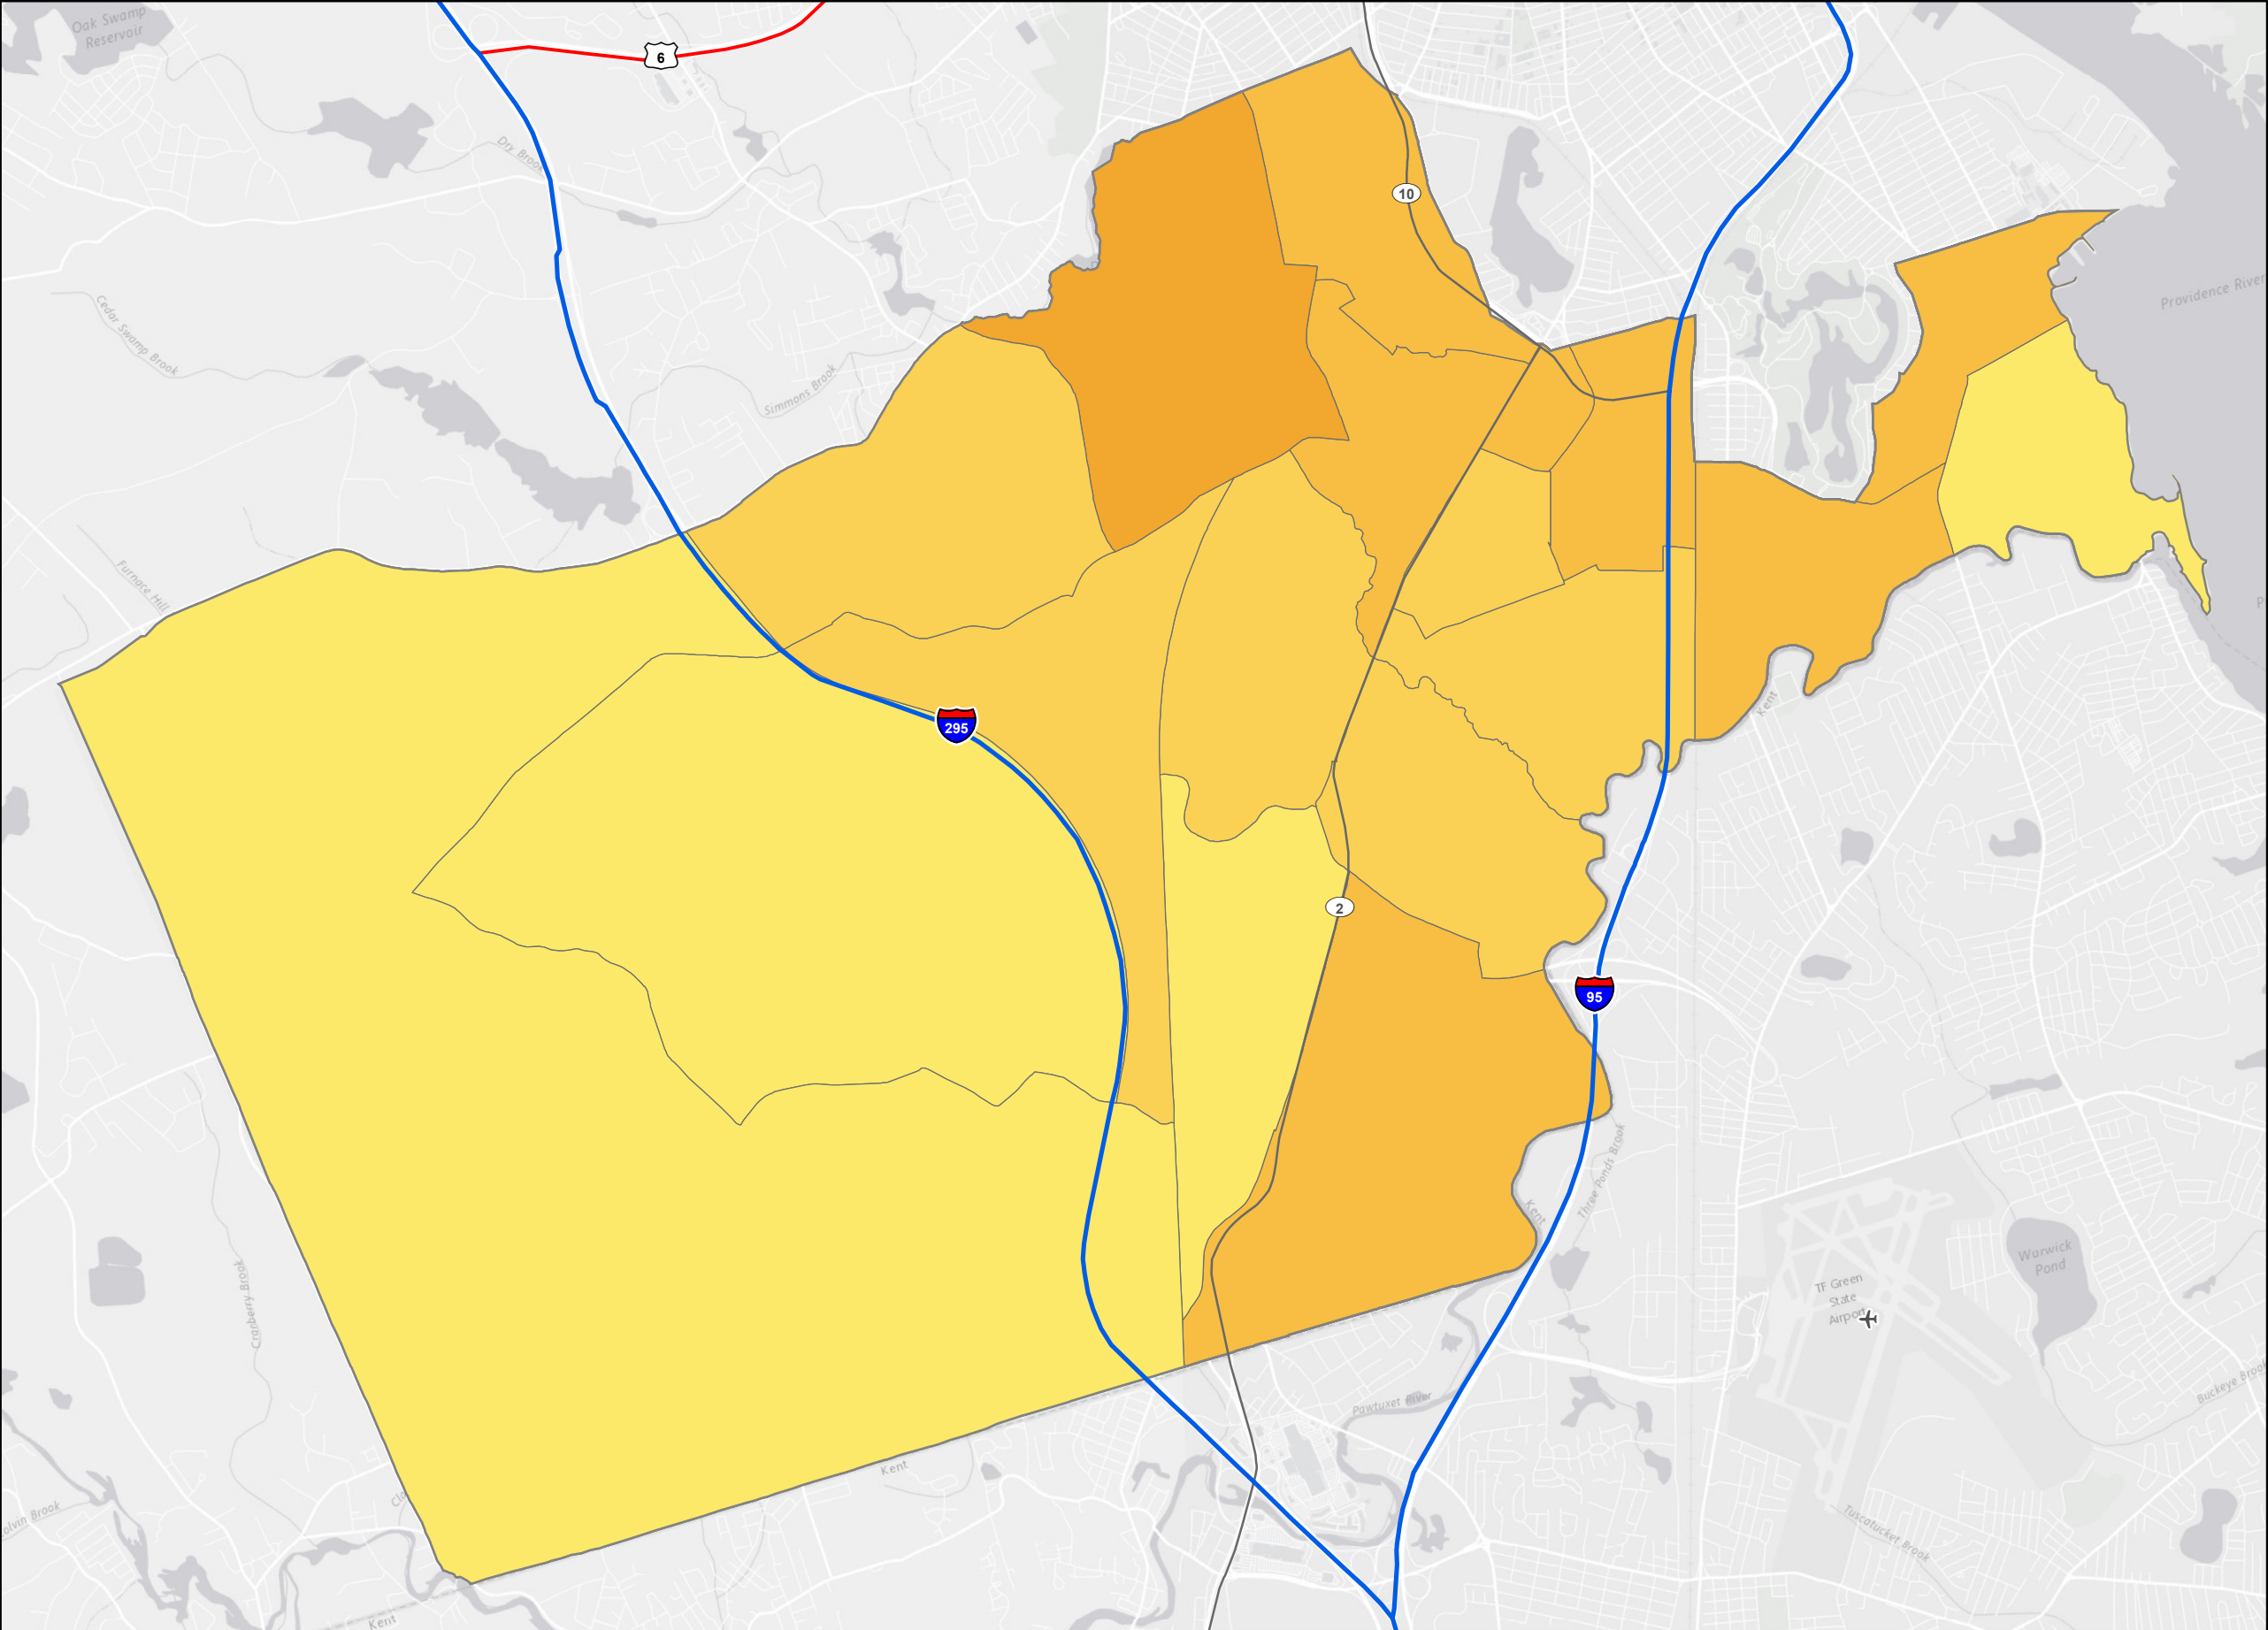 Oak Swamp
Reservoir
6
Dry Brook
10
Providence River
Cedar Swamp Brook
Simmons Brook
Furnace Hill
Kent
295
2
95
Three Ponds Brook
Kent
Warwick
Pond
TF Green
State
Airport
Cranberry Brook
Pawtuxet River
Buckeye Brook
Kent
Tuscatucket Brook
Kent